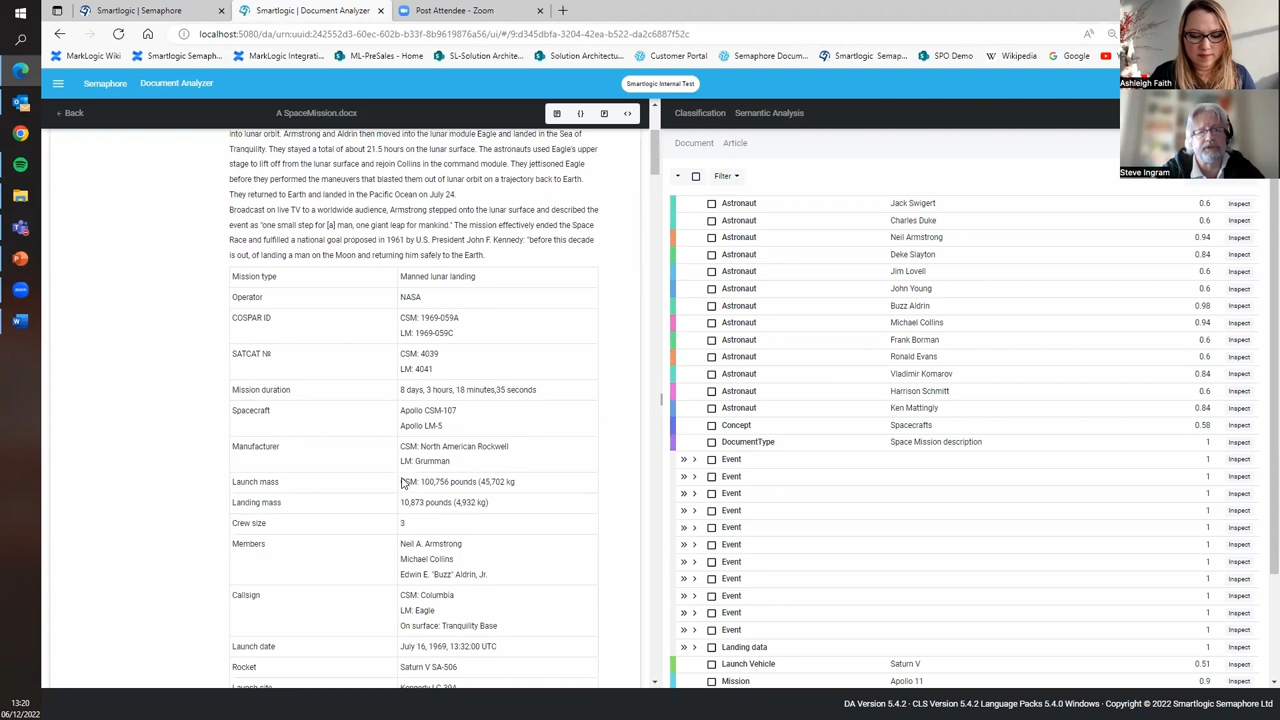 Smartlogic | Semaphore
Smartlogic | Document Analyzer
Post Attendee - Zoom
localhost:5080/da/urn:uuid:242552d3-60ec-602b-b33f-8b9619876a56/ui/#/9:d345dbfa-3204-42ea-b522-da2c6887f52c
MarkLogic Wiki
Smartlogic Semaph...
MarkLogic Integrati...
ML-PreSales - Home
SL-Solution Archite...
Solution Architectu...
Customer Portal
Semaphore Docum...
Smartlogic Semap...
SPO Demo
Wikipedia
Google
Ashleigh Faith
Steve Ingram
Semaphore
Document Analyzer
Smartlogic Internal Test
← Back
A SpaceMission.docx
Classification
Semantic Analysis
Document
Article
Filter
into lunar orbit. Armstrong and Aldrin then moved into the lunar module Eagle and landed in the Sea of
Tranquility. They stayed a total of about 21.5 hours on the lunar surface. The astronauts used Eagle's upper
stage to lift off from the lunar surface and rejoin Collins in the command module. They jettisoned Eagle
before they performed the maneuvers that blasted them out of lunar orbit on a trajectory back to Earth.
They returned to Earth and landed in the Pacific Ocean on July 24.
Broadcast on live TV to a worldwide audience, Armstrong stepped onto the lunar surface and described the
event as "one small step for [a] man, one giant leap for mankind." The mission effectively ended the Space
Race and fulfilled a national goal proposed in 1961 by U.S. President John F. Kennedy: "before this decade
is out, of landing a man on the Moon and returning him safely to the Earth.
Mission type Manned lunar landing
Operator NASA
COSPAR ID CSM: 1969-059A
LM: 1969-059C
SATCAT № CSM: 4039
LM: 4041
Mission duration 8 days, 3 hours, 18 minutes,35 seconds
Spacecraft Apollo CSM-107
Apollo LM-5
Manufacturer CSM: North American Rockwell
LM: Grumman
Launch mass CSM: 100,756 pounds (45,702 kg
Landing mass 10,873 pounds (4,932 kg)
Crew size 3
Members Neil A. Armstrong
Michael Collins
Edwin E. "Buzz" Aldrin, Jr.
Callsign CSM: Columbia
LM: Eagle
On surface: Tranquility Base
Launch date July 16, 1969, 13:32:00 UTC
Rocket Saturn V SA-506
Launch site Kennedy LC-39A
Astronaut Jack Swigert 0.6 Inspect
Astronaut Charles Duke 0.6 Inspect
Astronaut Neil Armstrong 0.94 Inspect
Astronaut Deke Slayton 0.84 Inspect
Astronaut Jim Lovell 0.6 Inspect
Astronaut John Young 0.6 Inspect
Astronaut Buzz Aldrin 0.98 Inspect
Astronaut Michael Collins 0.94 Inspect
Astronaut Frank Borman 0.6 Inspect
Astronaut Ronald Evans 0.6 Inspect
Astronaut Vladimir Komarov 0.84 Inspect
Astronaut Harrison Schmitt 0.6 Inspect
Astronaut Ken Mattingly 0.84 Inspect
Concept Spacecrafts 0.58 Inspect
DocumentType Space Mission description 1 Inspect
Event 1 Inspect
Event 1 Inspect
Event 1 Inspect
Event 1 Inspect
Event 1 Inspect
Event 1 Inspect
Event 1 Inspect
Event 1 Inspect
Event 1 Inspect
Event 1 Inspect
Event 1 Inspect
Landing data 1 Inspect
Launch Vehicle Saturn V 0.51 Inspect
Mission Apollo 11 0.9 Inspect
13:20
06/12/2022
DA Version 5.4.2 · CLS Version 5.4.2 Language Packs 5.4.0 Windows · Copyright © 2022 Smartlogic Semaphore Ltd